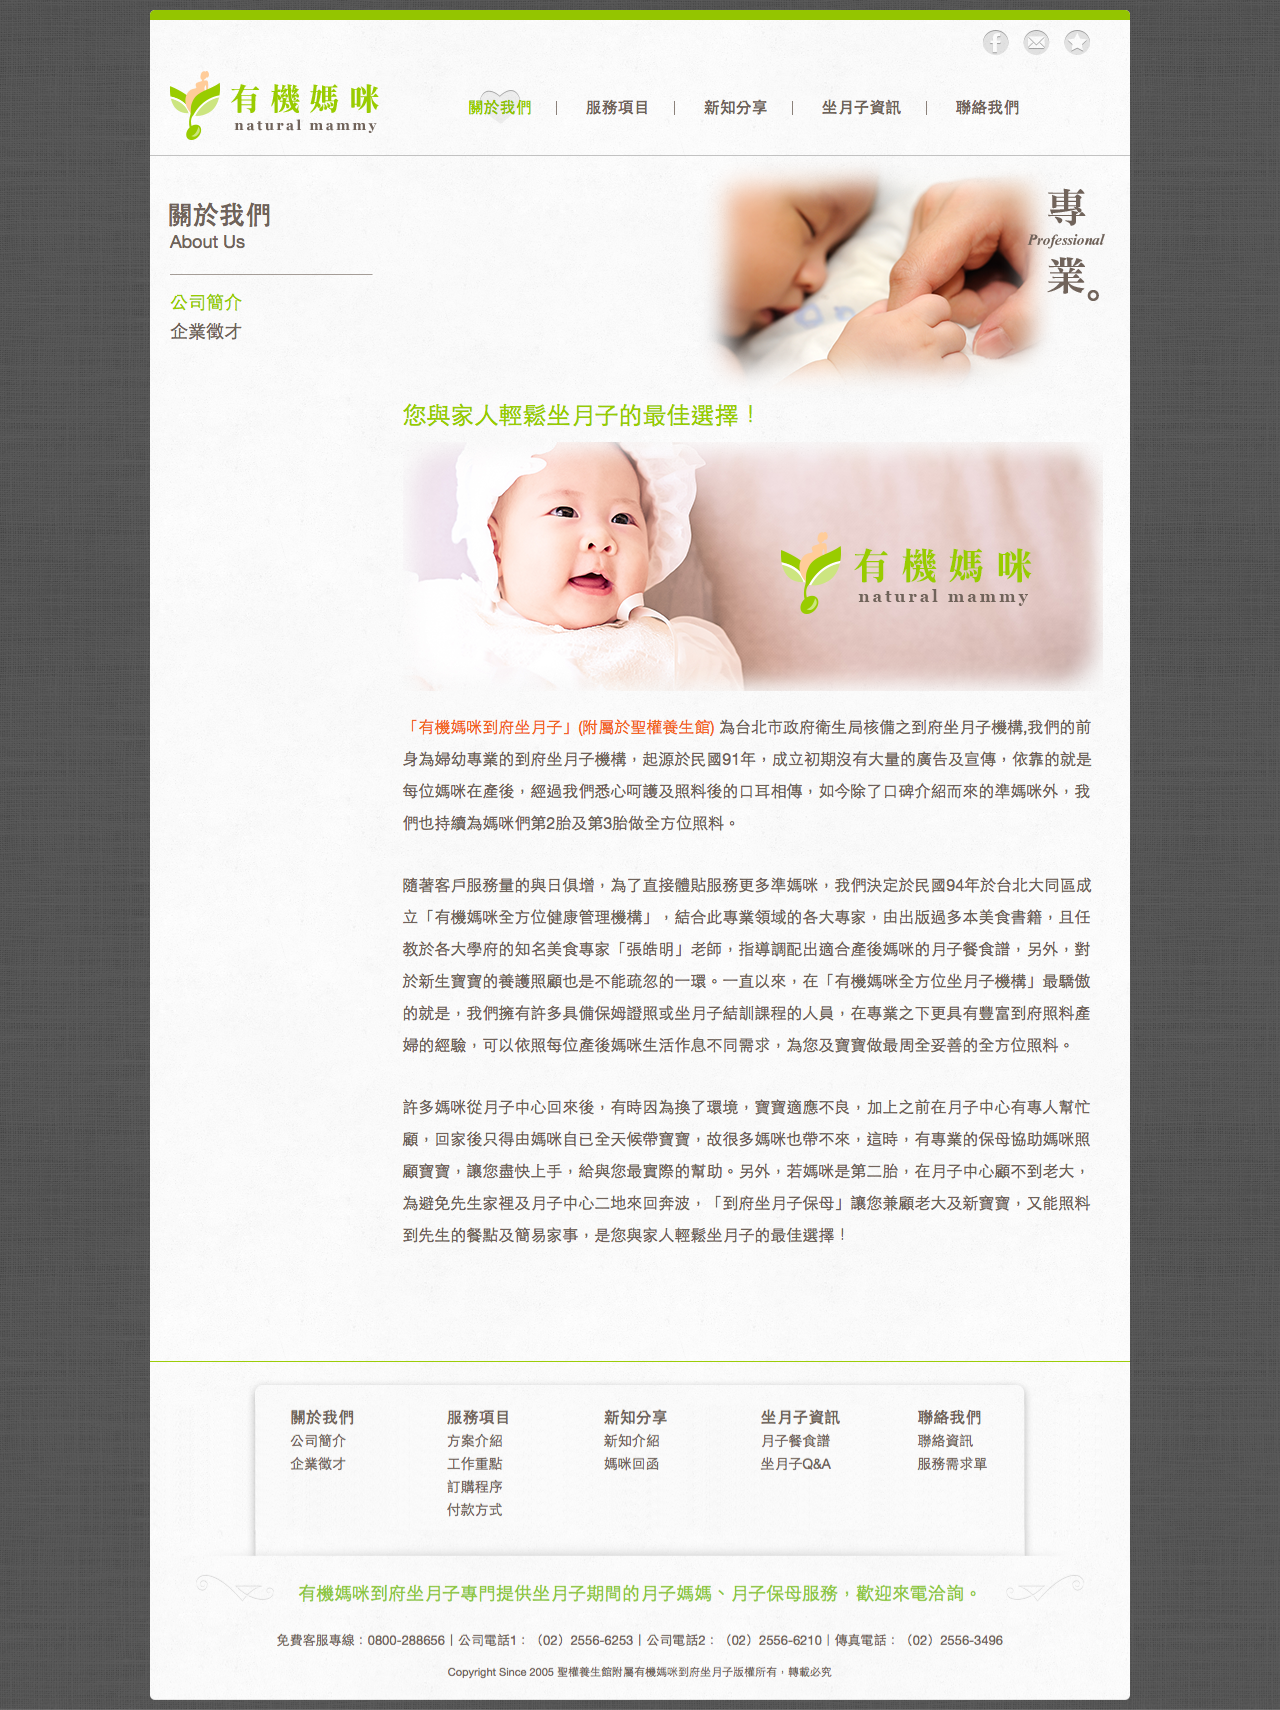 有機媽咪
natural mammy
關於我們 | 服務項目 | 新知分享 | 坐月子資訊 | 聯絡我們
專
Professional
業。
關於我們
About Us
公司簡介
企業徵才
您與家人輕鬆坐月子的最佳選擇！
有機媽咪
natural mammy
「有機媽咪到府坐月子」(附屬於聖權養生館) 為台北市政府衛生局核備之到府坐月子機構,我們的前
身為婦幼專業的到府坐月子機構，起源於民國91年，成立初期沒有大量的廣告及宣傳，依靠的就是
每位媽咪在產後，經過我們悉心呵護及照料後的口耳相傳，如今除了口碑介紹而來的準媽咪外，我
們也持續為媽咪們第2胎及第3胎做全方位照料。
隨著客戶服務量的與日俱增，為了直接體貼服務更多準媽咪，我們決定於民國94年於台北大同區成
立「有機媽咪全方位健康管理機構」，結合此專業領域的各大專家，由出版過多本美食書籍，且任
教於各大學府的知名美食專家「張皓明」老師，指導調配出適合產後媽咪的月子餐食譜，另外，對
於新生寶寶的養護照顧也是不能疏忽的一環。一直以來，在「有機媽咪全方位坐月子機構」最驕傲
的就是，我們擁有許多具備保姆證照或坐月子結訓課程的人員，在專業之下更具有豐富到府照料產
婦的經驗，可以依照每位產後媽咪生活作息不同需求，為您及寶寶做最周全妥善的全方位照料。
許多媽咪從月子中心回來後，有時因為換了環境，寶寶適應不良，加上之前在月子中心有專人幫忙
顧，回家後只得由媽咪自已全天候帶寶寶，故很多媽咪也帶不來，這時，有專業的保母協助媽咪照
顧寶寶，讓您盡快上手，給與您最實際的幫助。另外，若媽咪是第二胎，在月子中心顧不到老大，
為避免先生家裡及月子中心二地來回奔波，「到府坐月子保母」讓您兼顧老大及新寶寶，又能照料
到先生的餐點及簡易家事，是您與家人輕鬆坐月子的最佳選擇！
關於我們 服務項目 新知分享 坐月子資訊 聯絡我們
公司簡介 方案介紹 新知介紹 月子餐食譜 聯絡資訊
企業徵才 工作重點 媽咪回函 坐月子Q&A 服務需求單
訂購程序
付款方式
有機媽咪到府坐月子專門提供坐月子期間的月子媽媽、月子保母服務，歡迎來電洽詢。
免費客服專線：0800-288656 | 公司電話1：（02）2556-6253 | 公司電話2：（02）2556-6210 | 傳真電話：（02）2556-3496
Copyright Since 2005 聖權養生館附屬有機媽咪到府坐月子版權所有，轉載必究